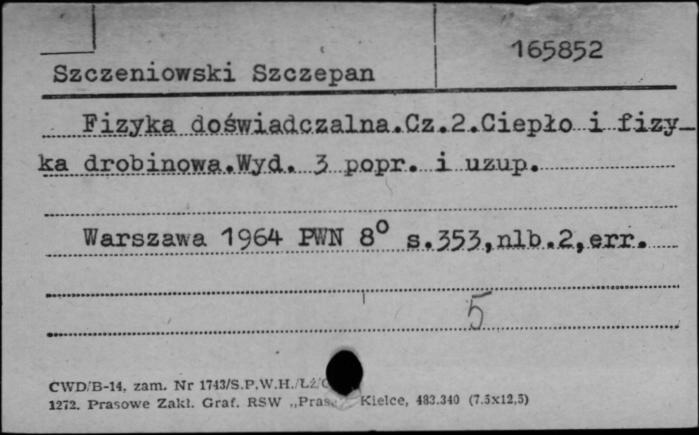 165852
Szczeniowski Szczepan
Fizyka doświadczalna.Cz.2.Ciepło i fizy-
ka drobinowa.Wyd. 3 popr. i uzup.
Warszawa 1964 PWN 8° s.353,nlb.2,err.
5
CWD/B-14, zam. Nr 1743/S.P.W.H./Łź/
1272. Prasowe Zakł. Graf. RSW „Pras Kielce, 483.340 (7.5x12,5)